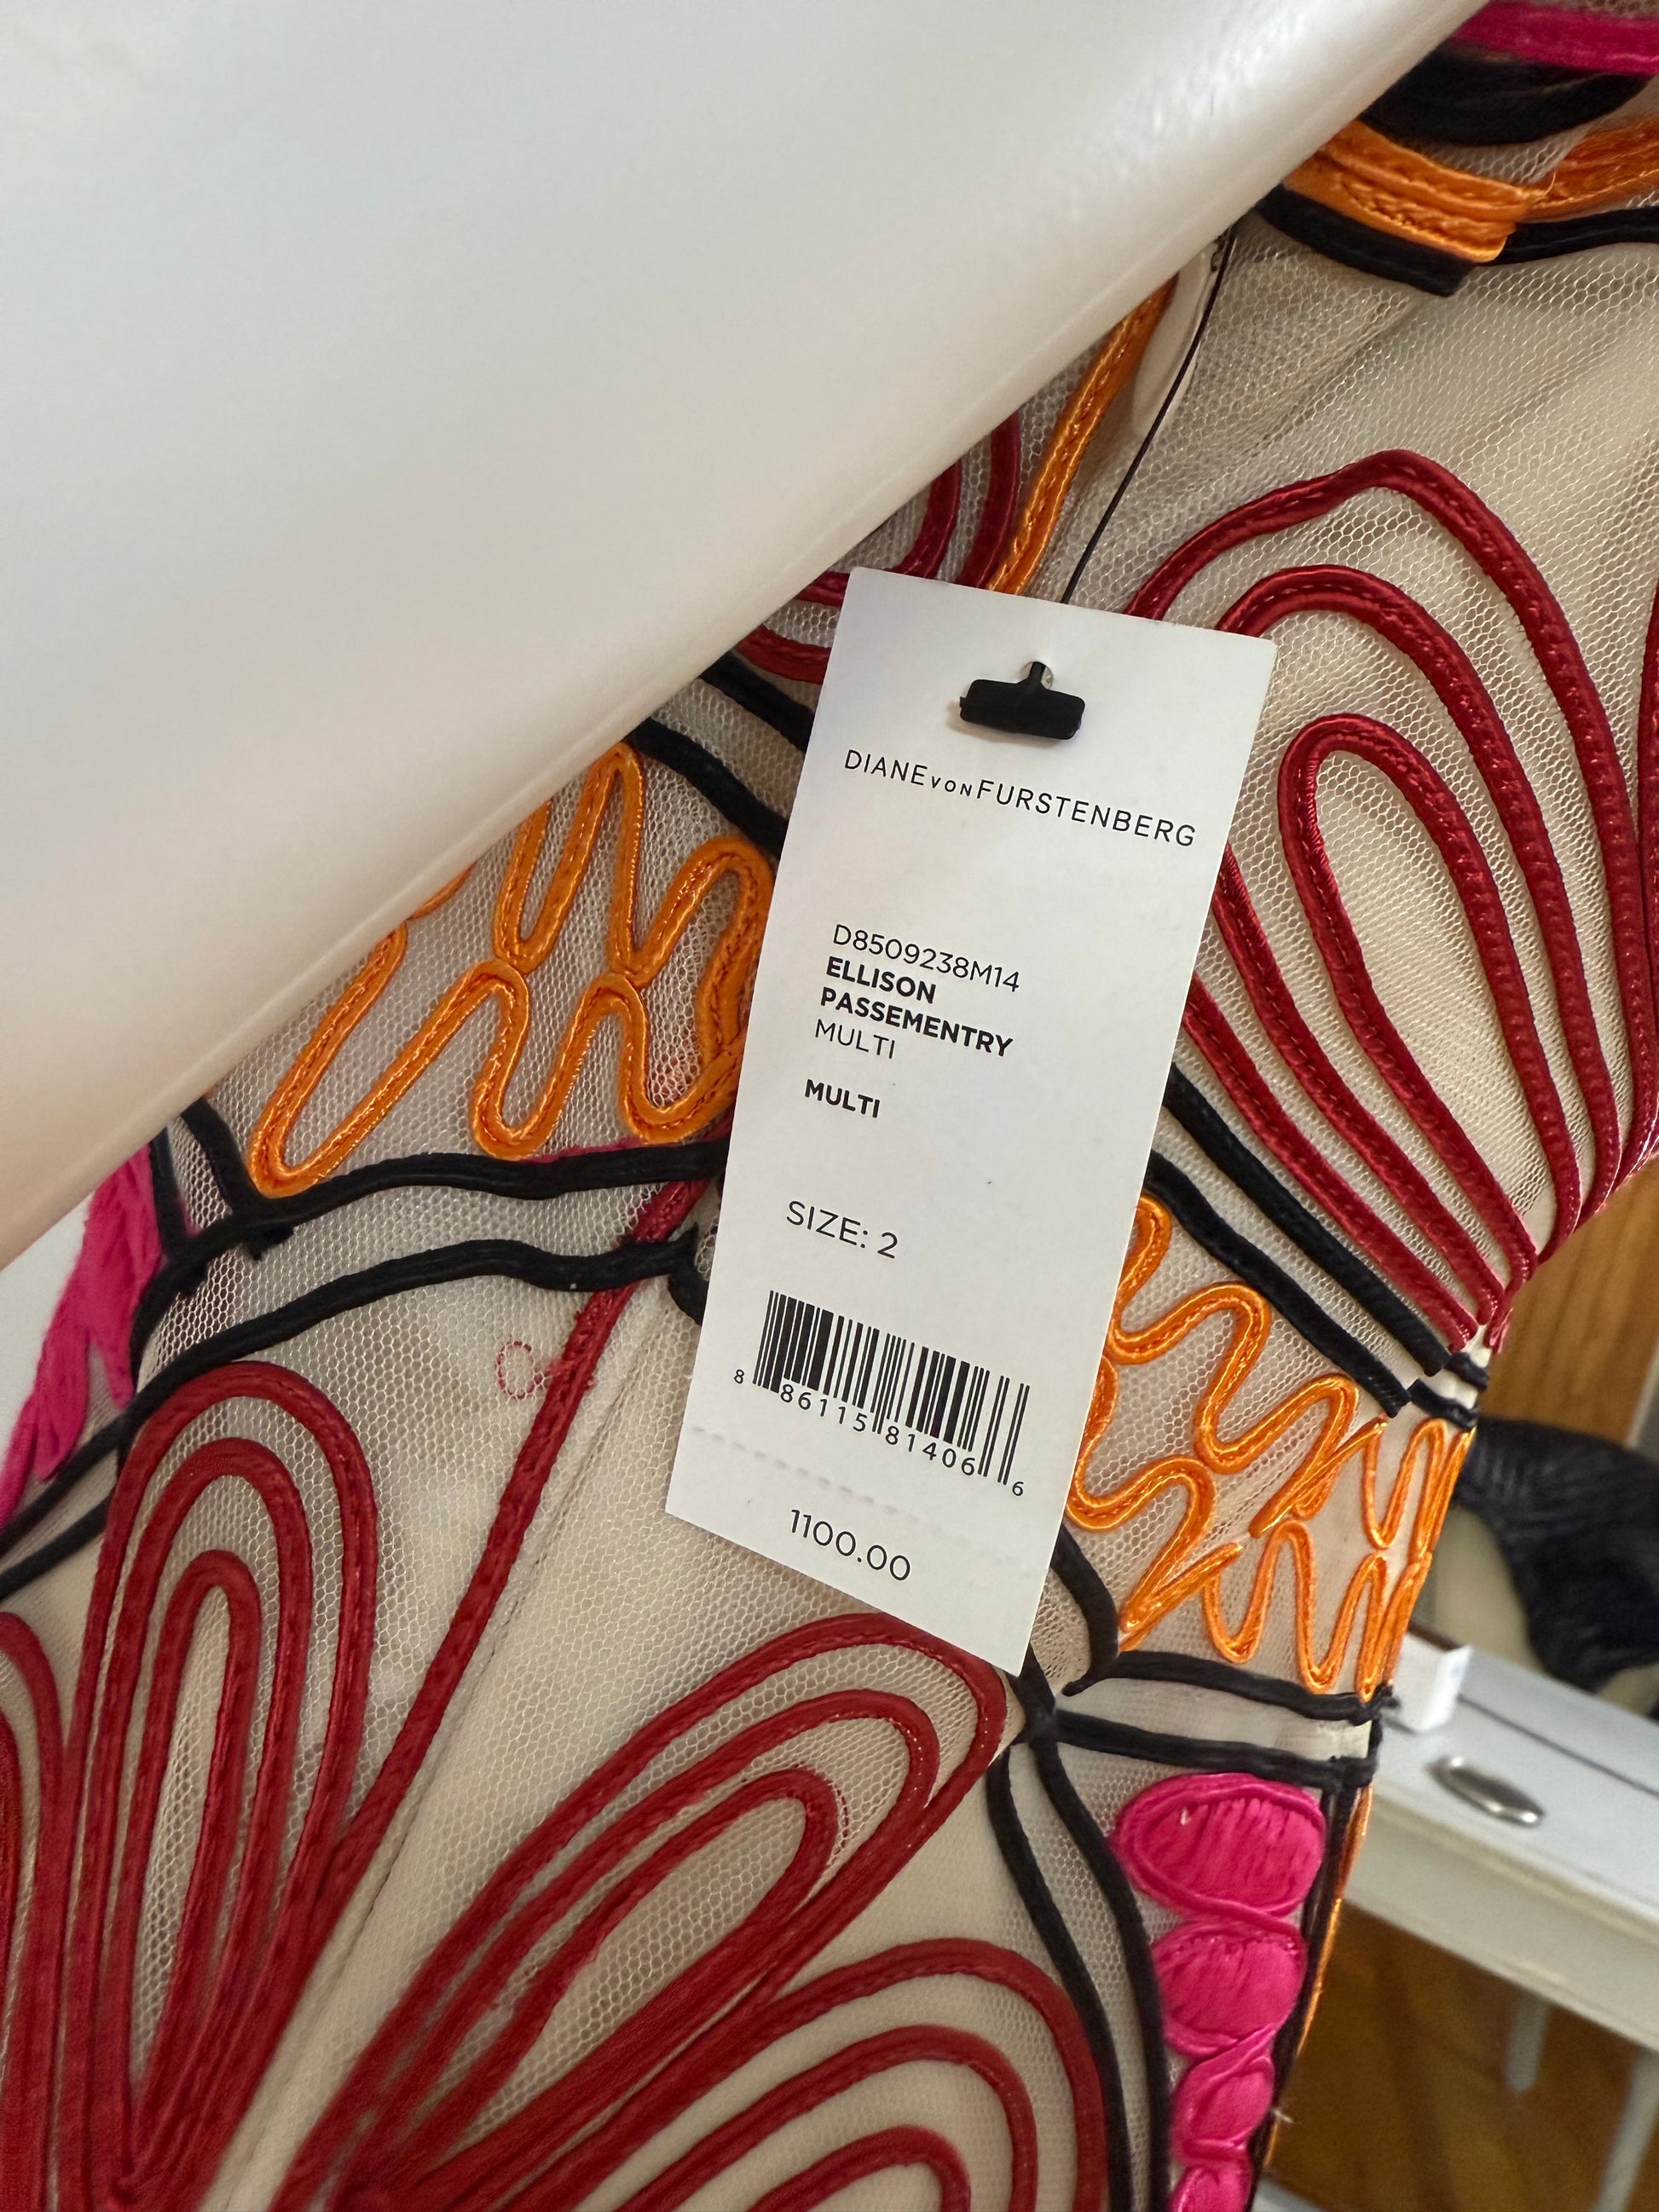 DIANE VON FURSTENBERG
D8509238M14
ELLISON
PASSEMENTRY
MULTI
MULTI
SIZE: 2
8 86115 81406 6
1100.00